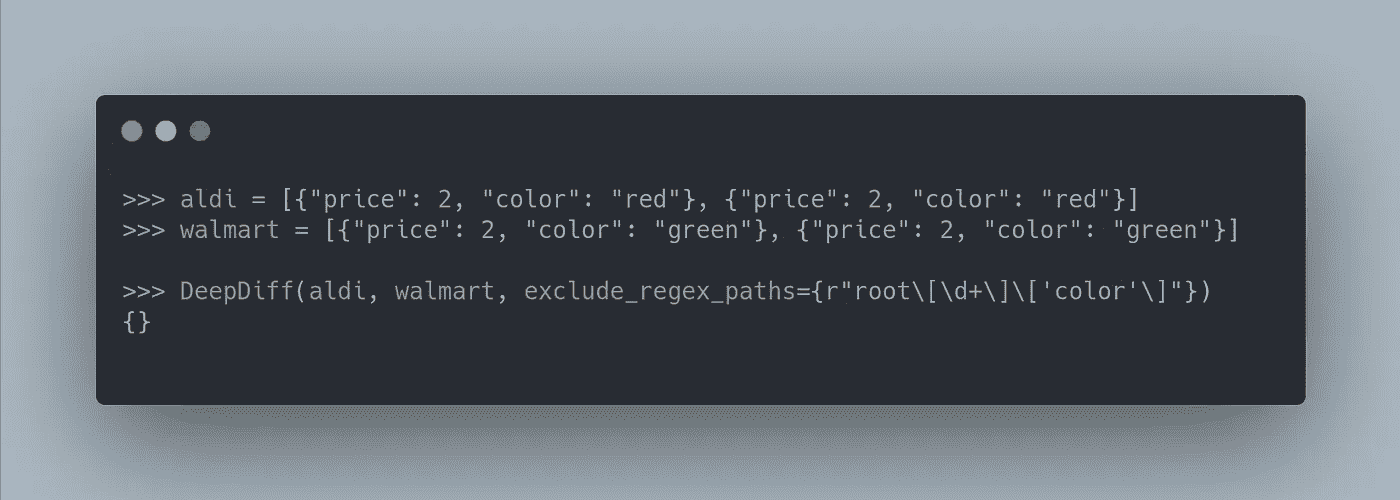 >>> aldi = [{"price": 2, "color": "red"}, {"price": 2, "color": "red"}]
>>> walmart = [{"price": 2, "color": "green"}, {"price": 2, "color": "green"}]
>>> DeepDiff(aldi, walmart, exclude_regex_paths={r"root\[\d+\]\['color'\]"})
{}